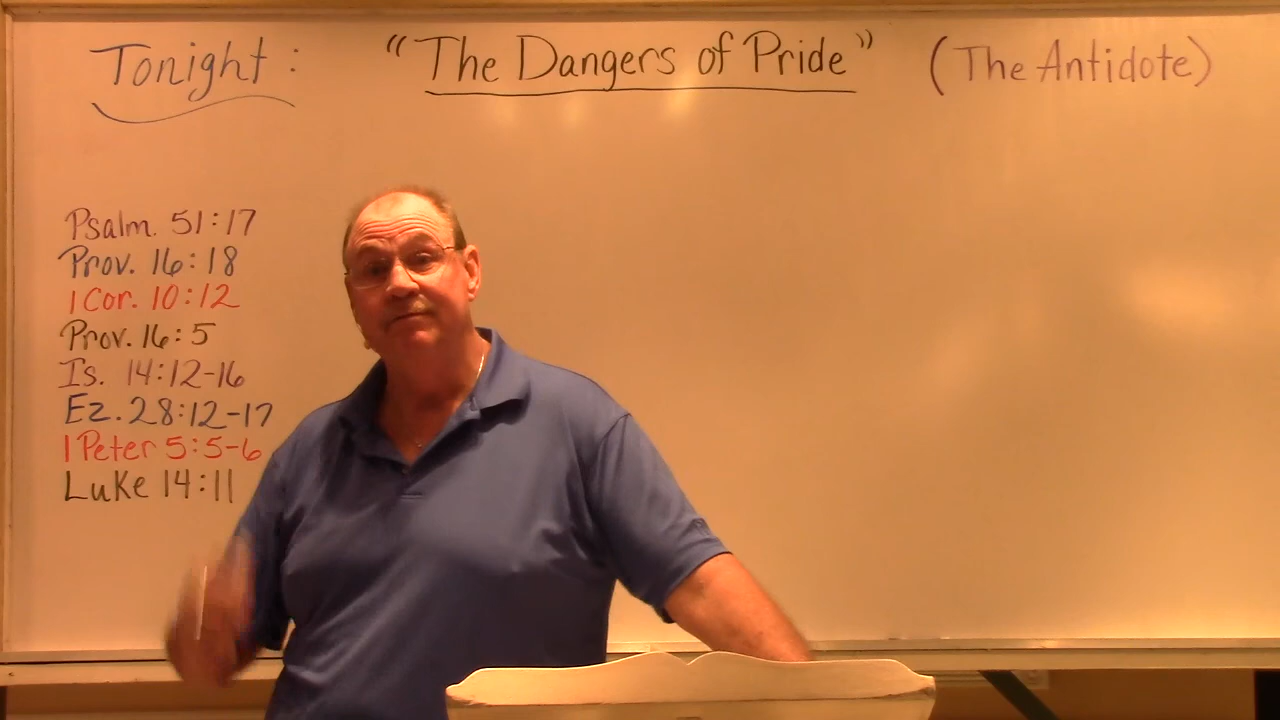 Tonight: "The Dangers of Pride" (The Antidote)
Psalm. 51:17
Prov. 16:18
1 Cor. 10:12
Prov. 16:5
Is. 14:12-16
Ez. 28:12-17
1 Peter 5:5-6
Luke 14:11